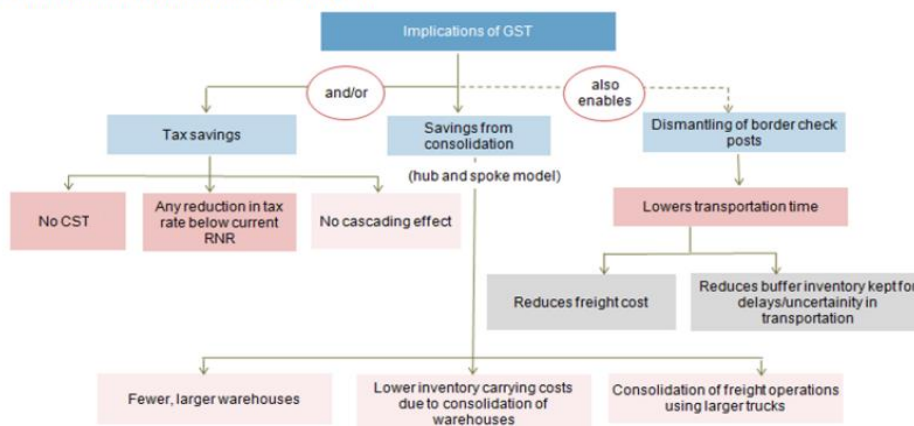 Implications of GST
and/or
also
enables
Tax savings
Savings from
consolidation
Dismantling of border check
posts
(hub and spoke model)
No CST
Any reduction in tax
rate below current
RNR
No cascading effect
Lowers transportation time
Reduces freight cost
Reduces buffer inventory kept for
delays/uncertainity in
transportation
Fewer, larger warehouses
Lower inventory carrying costs
due to consolidation of
warehouses
Consolidation of freight operations
using larger trucks